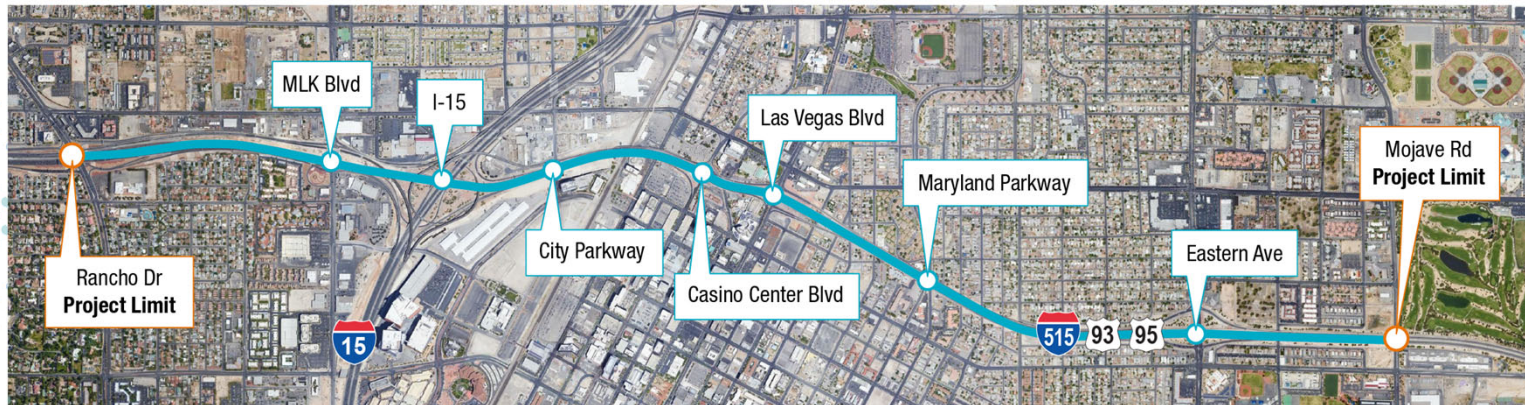 MLK Blvd
I-15
Las Vegas Blvd
Mojave Rd
Project Limit
Maryland Parkway
City Parkway
Eastern Ave
Rancho Dr
Project Limit
Casino Center Blvd
15
515 93 95